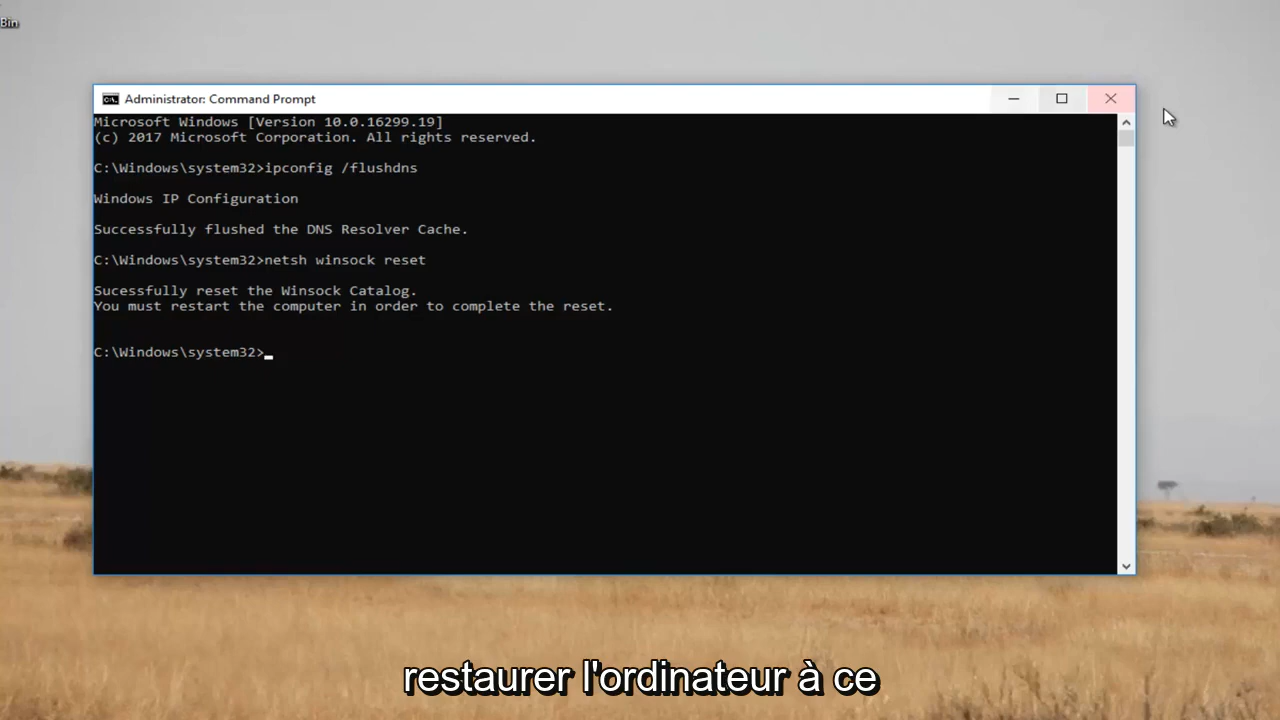 Bin
Administrator: Command Prompt
Microsoft Windows [Version 10.0.16299.19]
(c) 2017 Microsoft Corporation. All rights reserved.
C:\Windows\system32>ipconfig /flushdns
Windows IP Configuration
Successfully flushed the DNS Resolver Cache.
C:\Windows\system32>netsh winsock reset
Sucessfully reset the Winsock Catalog.
You must restart the computer in order to complete the reset.
C:\Windows\system32>
restaurer l'ordinateur à ce